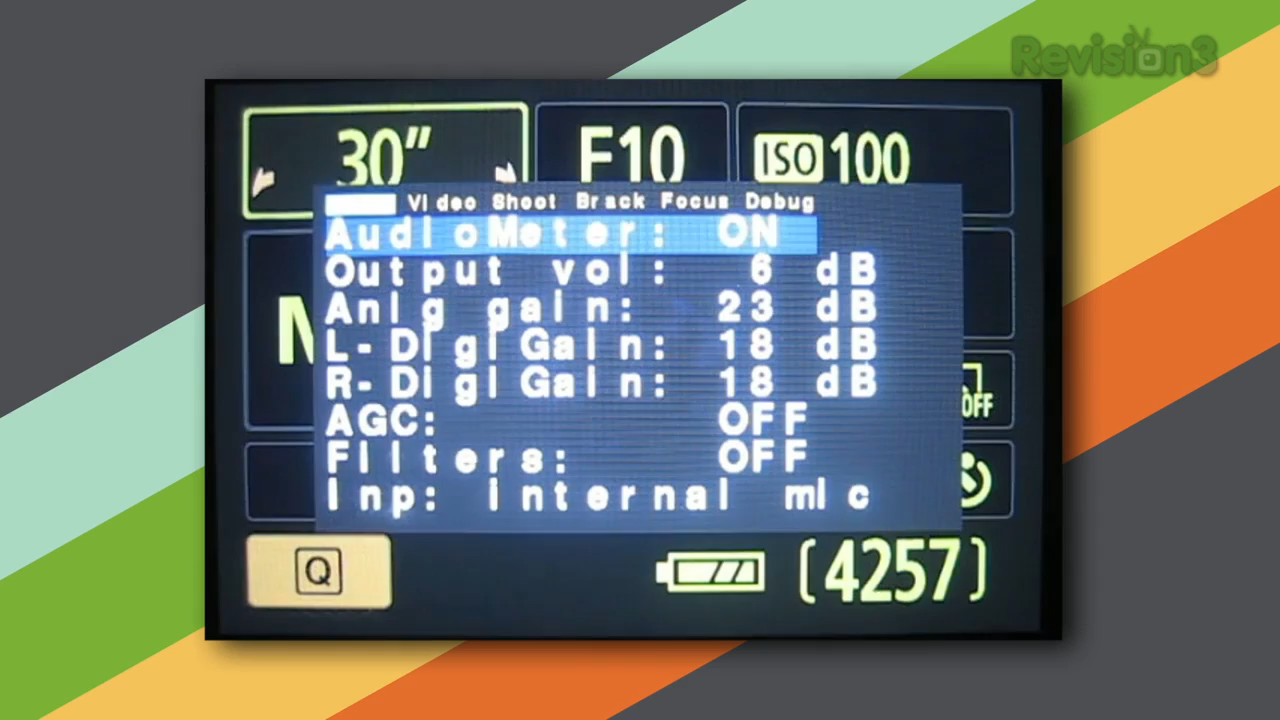 Revision3
30" F10 ISO 100
Video Shoot Brack Focus Debug
AudioMeter: ON
Output vol: 6 dB
Anlg gain: 23 dB
L-DigiGain: 18 dB
R-DigiGain: 18 dB
AGC: OFF
Filters: OFF
Inp: internal mic
OFF
Q [4257]